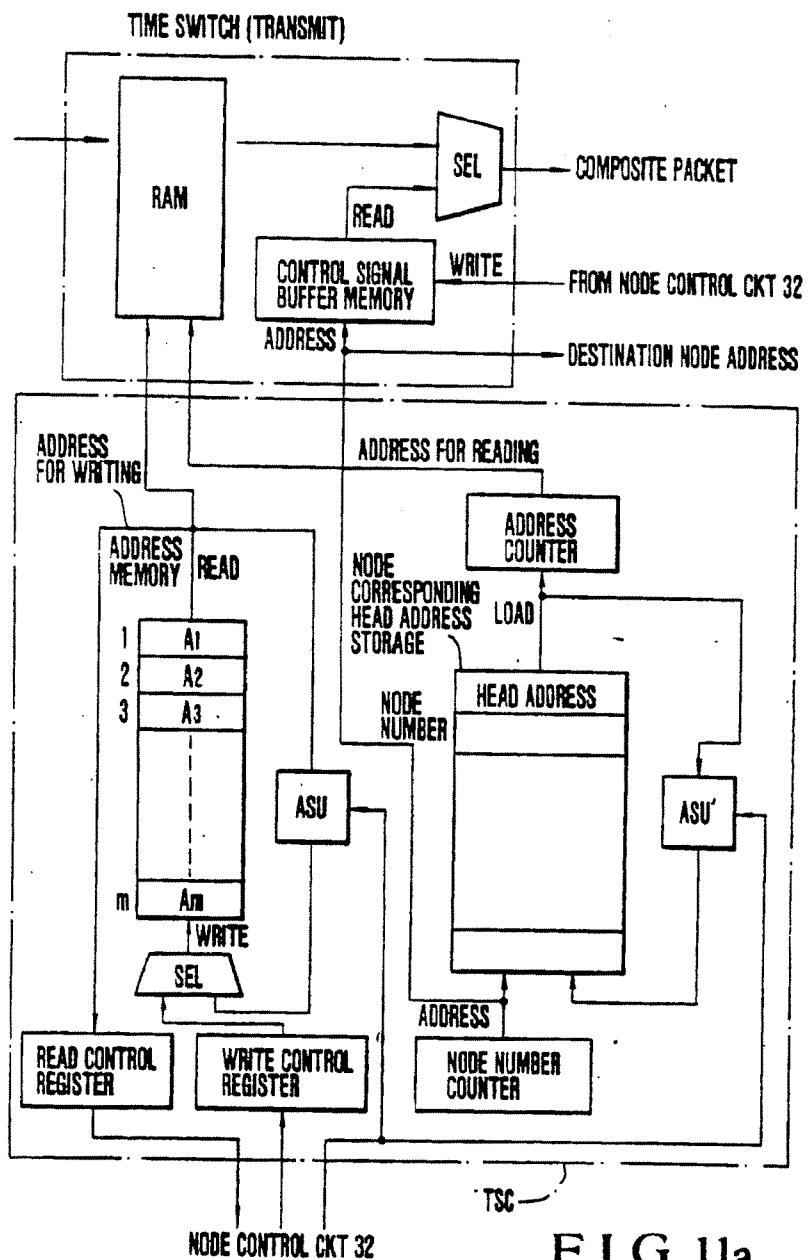 TIME SWITCH (TRANSMIT)
RAM
SEL
COMPOSITE PACKET
READ
CONTROL SIGNAL
BUFFER MEMORY
WRITE
FROM NODE CONTROL CKT 32
ADDRESS
DESTINATION NODE ADDRESS
ADDRESS
FOR WRITING
ADDRESS FOR READING
ADDRESS
MEMORY
READ
ADDRESS
COUNTER
NODE
CORRESPONDING
HEAD ADDRESS
STORAGE
LOAD
1 A1
2 A2
3 A3
NODE
NUMBER
HEAD ADDRESS
ASU
ASU'
m Am
WRITE
SEL
ADDRESS
READ CONTROL
REGISTER
WRITE CONTROL
REGISTER
NODE NUMBER
COUNTER
TSC
NODE CONTROL CKT 32
FIG.11a